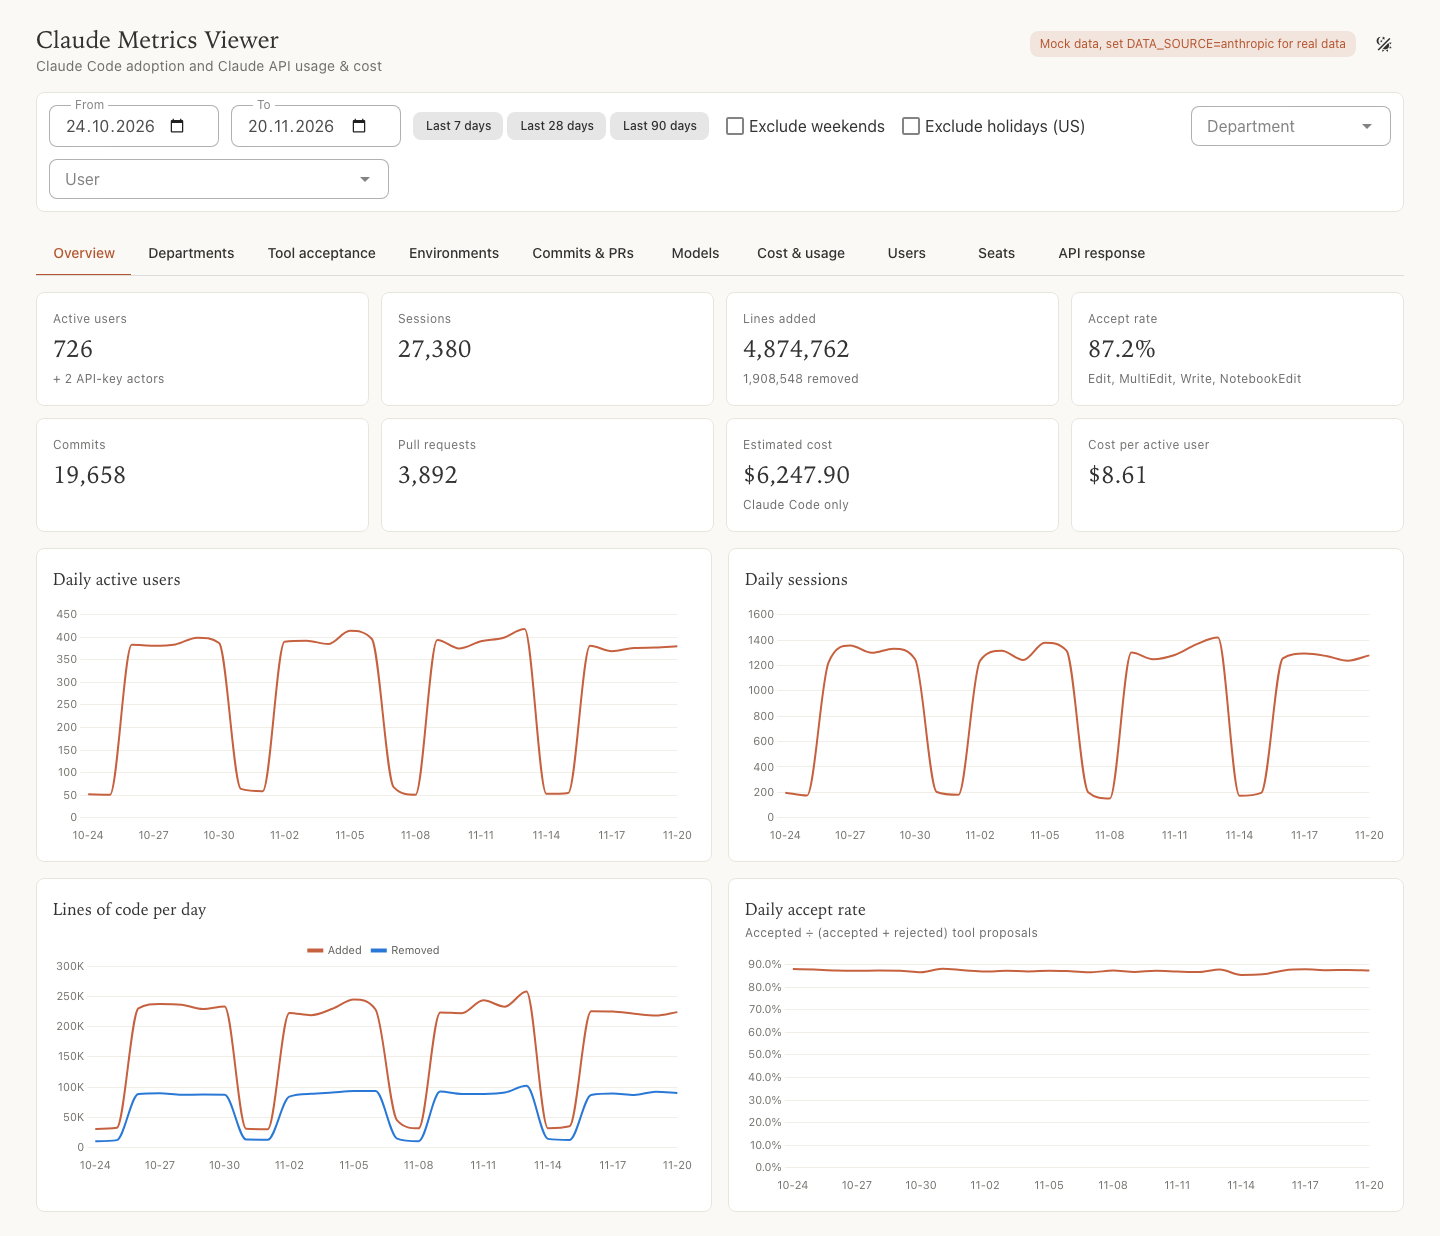 Claude Metrics Viewer
Claude Code adoption and Claude API usage & cost
Mock data, set DATA_SOURCE=anthropic for real data
From
24.10.2026
To
20.11.2026
Last 7 days
Last 28 days
Last 90 days
Exclude weekends
Exclude holidays (US)
Department
User
Overview
Departments
Tool acceptance
Environments
Commits & PRs
Models
Cost & usage
Users
Seats
API response
Active users
726
+ 2 API-key actors
Sessions
27,380
Lines added
4,874,762
1,908,548 removed
Accept rate
87.2%
Edit, MultiEdit, Write, NotebookEdit
Commits
19,658
Pull requests
3,892
Estimated cost
$6,247.90
Claude Code only
Cost per active user
$8.61
Daily active users
450
400
350
300
250
200
150
100
50
0
10-24 10-27 10-30 11-02 11-05 11-08 11-11 11-14 11-17 11-20
Daily sessions
1600
1400
1200
1000
800
600
400
200
0
10-24 10-27 10-30 11-02 11-05 11-08 11-11 11-14 11-17 11-20
Lines of code per day
Added Removed
300K
250K
200K
150K
100K
50K
0
10-24 10-27 10-30 11-02 11-05 11-08 11-11 11-14 11-17 11-20
Daily accept rate
Accepted ÷ (accepted + rejected) tool proposals
90.0%
80.0%
70.0%
60.0%
50.0%
40.0%
30.0%
20.0%
10.0%
0.0%
10-24 10-27 10-30 11-02 11-05 11-08 11-11 11-14 11-17 11-20